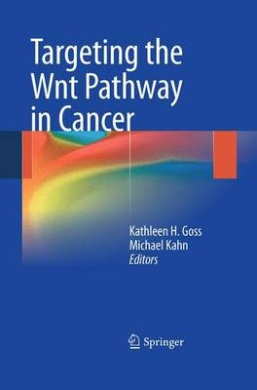 Targeting the
Wnt Pathway
in Cancer
Kathleen H. Goss
Michael Kahn
Editors
Springer